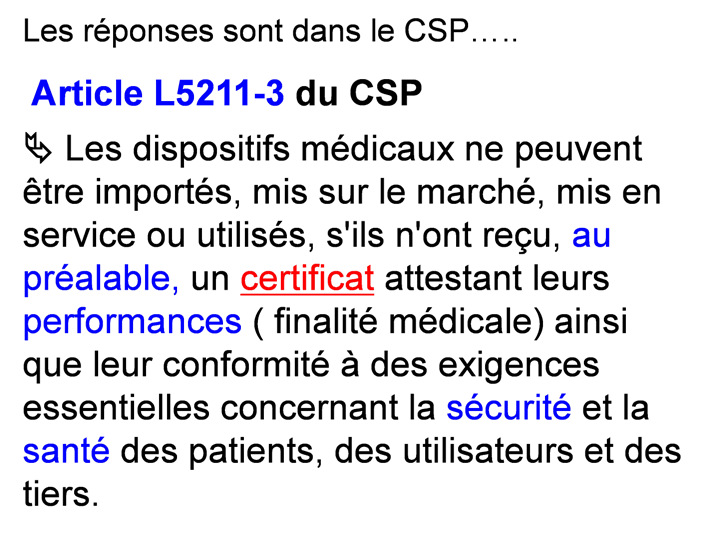 Les réponses sont dans le CSP…..
Article L5211-3 du CSP
Les dispositifs médicaux ne peuvent
être importés, mis sur le marché, mis en
service ou utilisés, s'ils n'ont reçu, au
préalable, un certificat attestant leurs
performances ( finalité médicale) ainsi
que leur conformité à des exigences
essentielles concernant la sécurité et la
santé des patients, des utilisateurs et des
tiers.